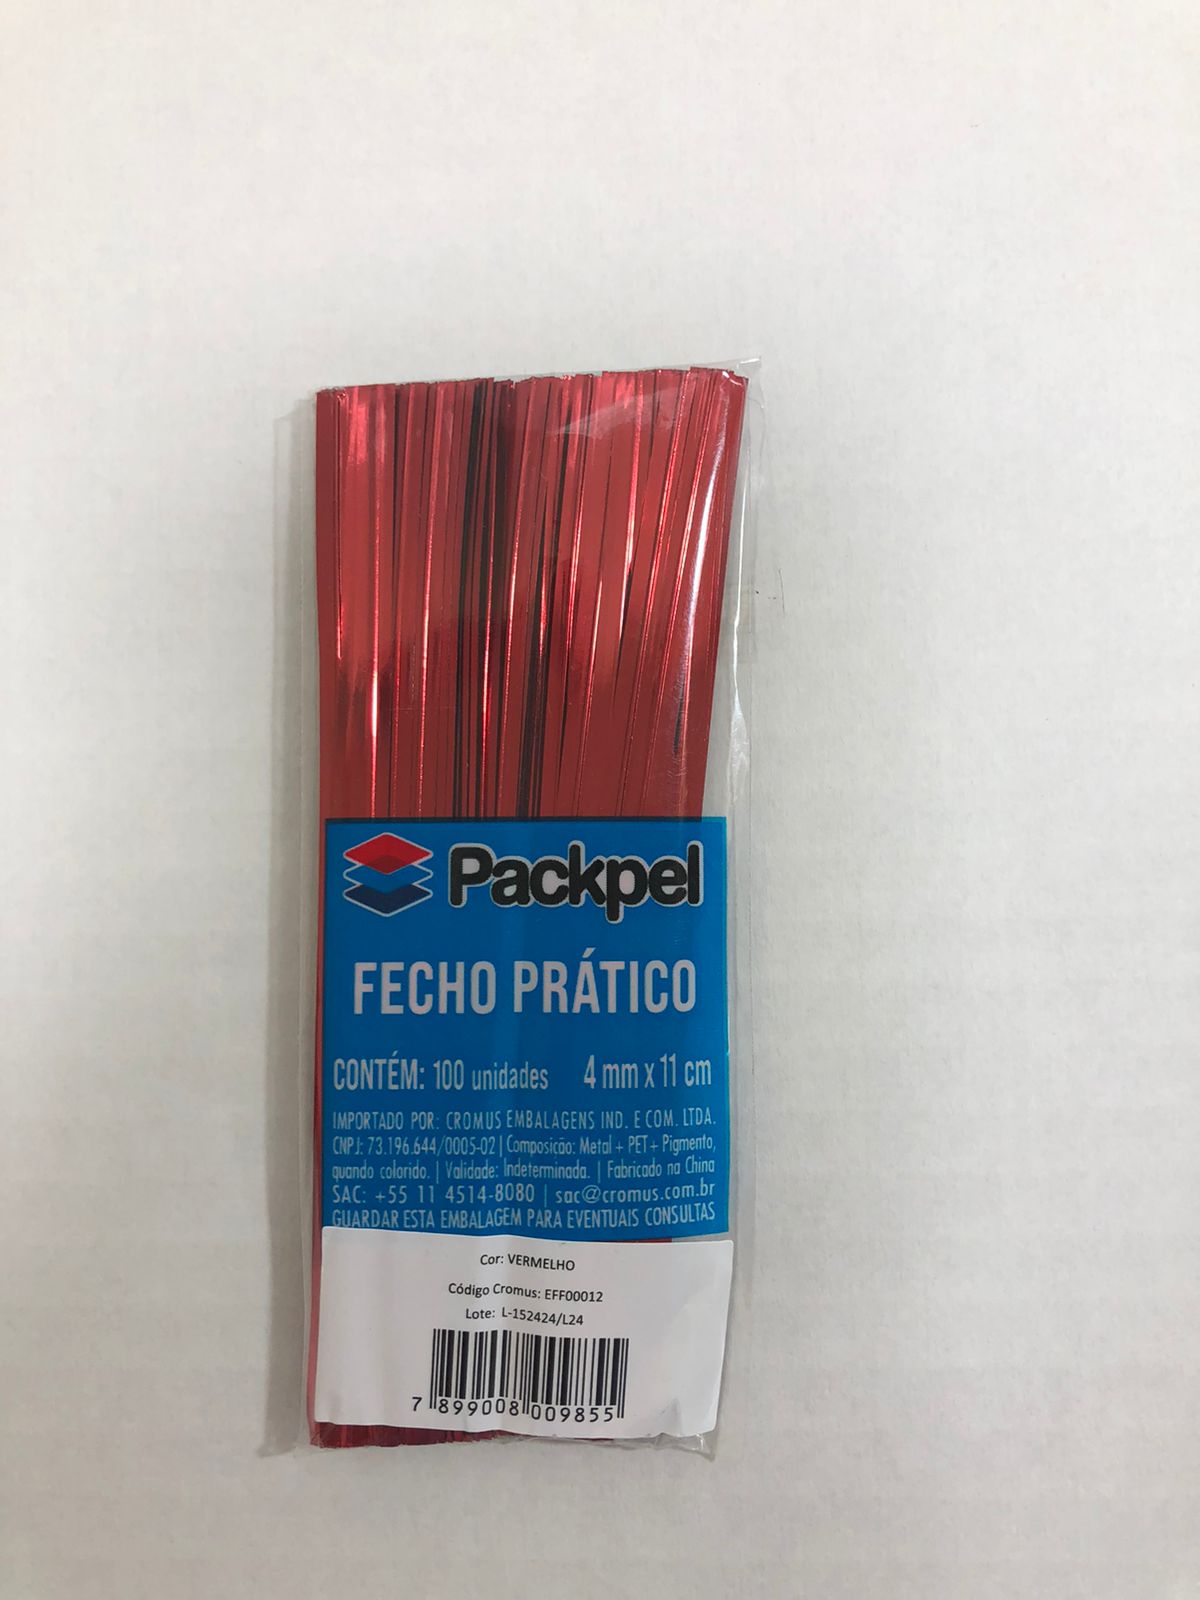 Packpel
FECHO PRÁTICO
CONTÉM: 100 unidades 4 mm x 11 cm
IMPORTADO POR: CROMUS EMBALAGENS IND. E COM. LTDA.
CNPJ: 73.196.644/0005-02 | Composição: Metal + PET + Pigmento,
quando colorido. | Validade: Indeterminada. | Fabricado na China
SAC: +55 11 4514-8080 | sac@cromus.com.br
GUARDAR ESTA EMBALAGEM PARA EVENTUAIS CONSULTAS
Cor: VERMELHO
Código Cromus: EFF00012
Lote: L-152424/L24
7 899008 009855